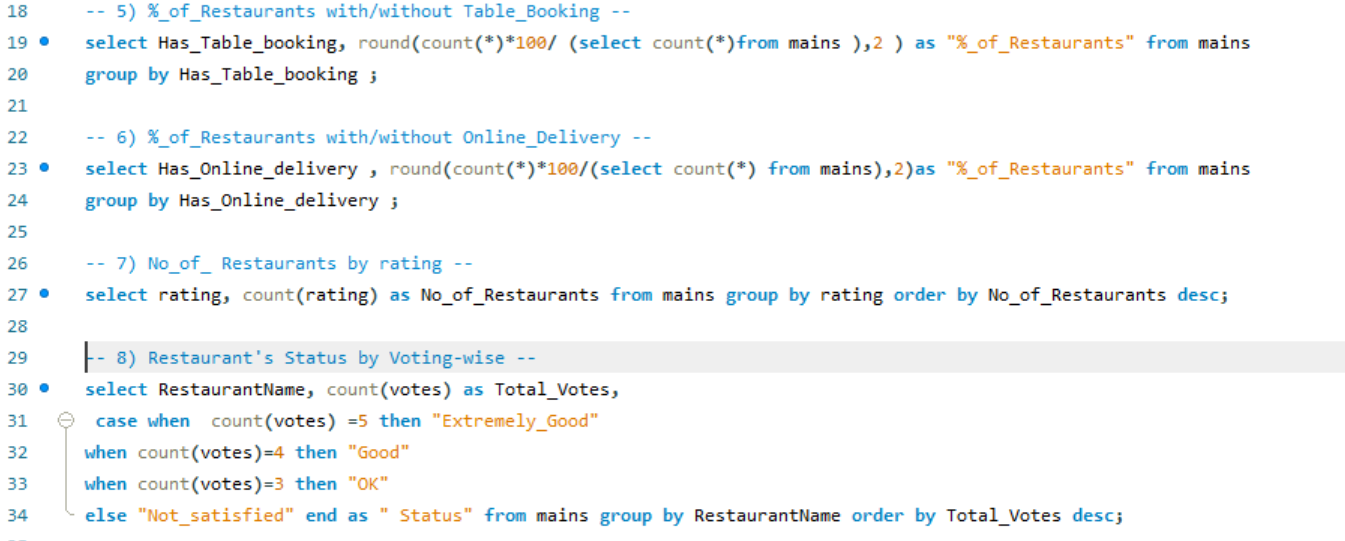 18 -- 5) %_of_Restaurants with/without Table_Booking --
19 select Has_Table_booking, round(count(*)*100/ (select count(*)from mains ),2 ) as "%_of_Restaurants" from mains
20 group by Has_Table_booking ;
21
22 -- 6) %_of_Restaurants with/without Online_Delivery --
23 select Has_Online_delivery , round(count(*)*100/(select count(*) from mains),2)as "%_of_Restaurants" from mains
24 group by Has_Online_delivery ;
25
26 -- 7) No_of_ Restaurants by rating --
27 select rating, count(rating) as No_of_Restaurants from mains group by rating order by No_of_Restaurants desc;
28
29 -- 8) Restaurant's Status by Voting-wise --
30 select RestaurantName, count(votes) as Total_Votes,
31 case when  count(votes) =5 then "Extremely_Good"
32 when count(votes)=4 then "Good"
33 when count(votes)=3 then "OK"
34 else "Not_satisfied" end as " Status" from mains group by RestaurantName order by Total_Votes desc;